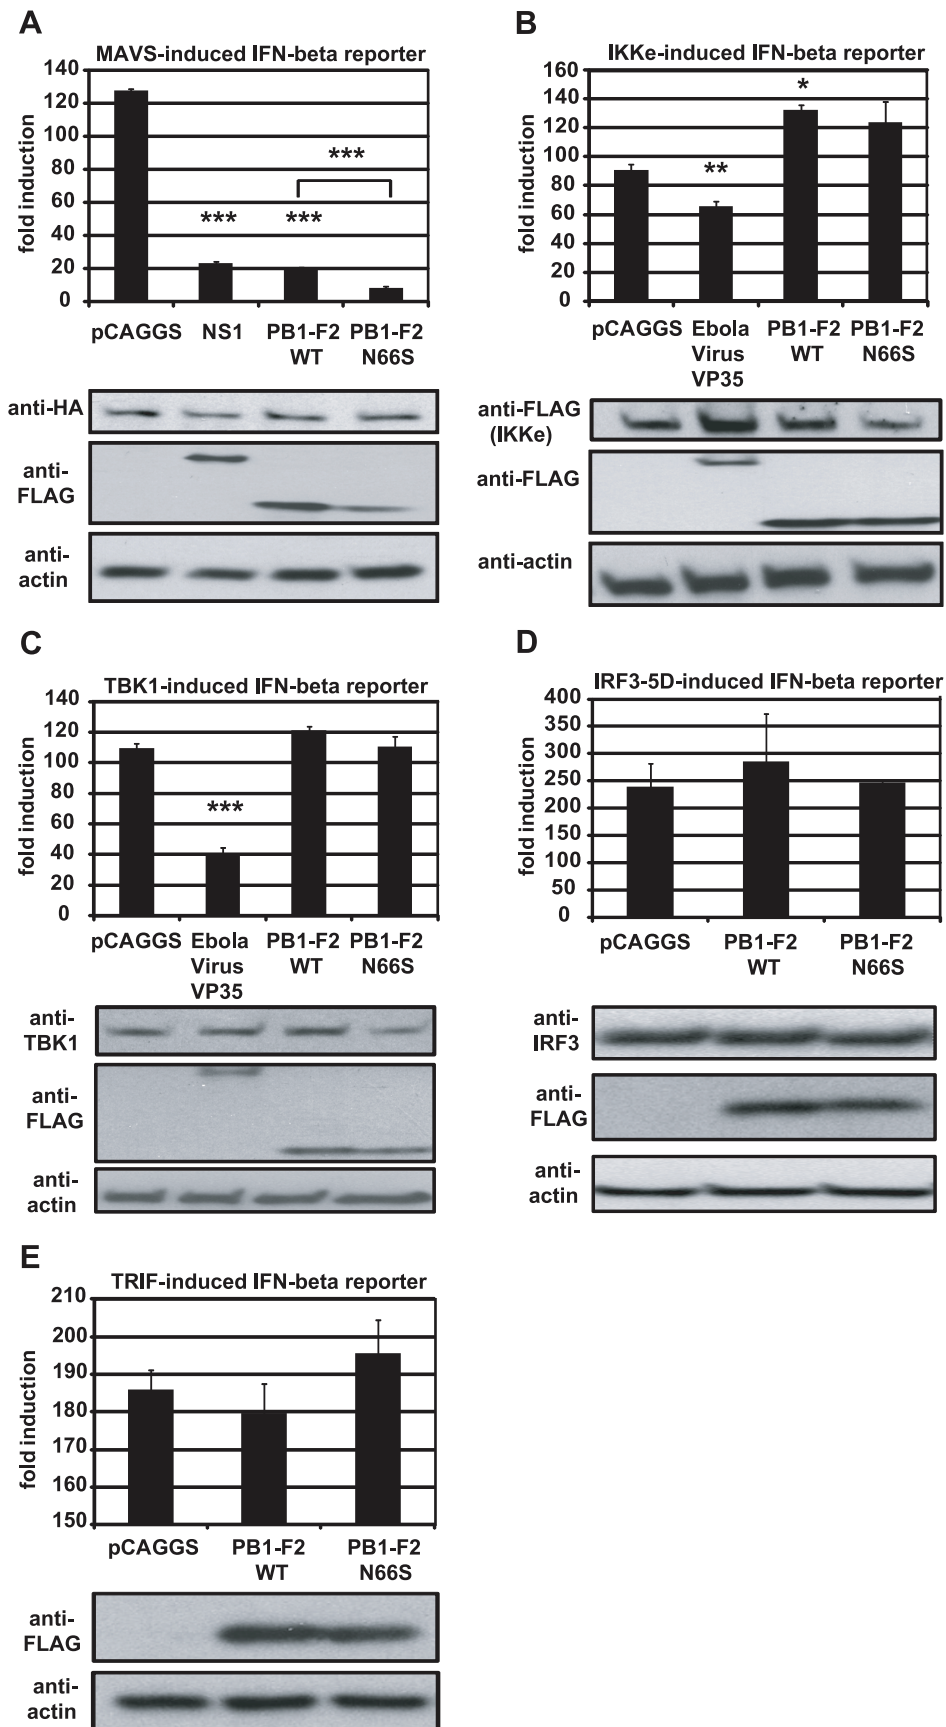 A
MAVS-induced IFN-beta reporter
fold induction
140
120
100
80
60
40
20
0
***
***
***
pCAGGS NS1 PB1-F2 PB1-F2
WT N66S
anti-HA
anti-
FLAG
anti-
actin
B
IKKe-induced IFN-beta reporter
fold induction
160
140
120
100
80
60
40
20
0
*
**
pCAGGS Ebola PB1-F2 PB1-F2
Virus WT N66S
VP35
anti-FLAG
(IKKe)
anti-FLAG
anti-actin
C
TBK1-induced IFN-beta reporter
fold induction
140
120
100
80
60
40
20
0
***
pCAGGS Ebola PB1-F2 PB1-F2
Virus WT N66S
VP35
anti-
TBK1
anti-
FLAG
anti-
actin
D
IRF3-5D-induced IFN-beta reporter
fold induction
400
350
300
250
200
150
100
50
0
pCAGGS PB1-F2 PB1-F2
WT N66S
anti-
IRF3
anti-
FLAG
anti-
actin
E
TRIF-induced IFN-beta reporter
fold induction
210
200
190
180
170
160
150
pCAGGS PB1-F2 PB1-F2
WT N66S
anti-
FLAG
anti-
actin